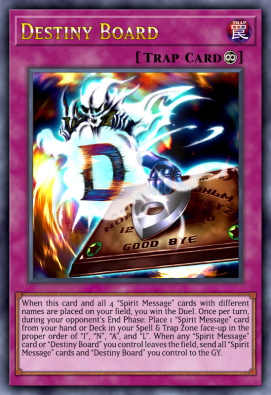 DESTINY BOARD
TRAP
罠
[TRAP CARD∞]
D
GOOD BYE
When this card and all 4 "Spirit Message" cards with different
names are placed on your field, you win the Duel. Once per turn,
during your opponent's End Phase: Place 1 "Spirit Message" card
from your hand or Deck in your Spell & Trap Zone face-up in the
proper order of "I", "N", "A", and "L". When any "Spirit Message"
card or "Destiny Board" you control leaves the field, send all "Spirit
Message" cards and "Destiny Board" you control to the GY.